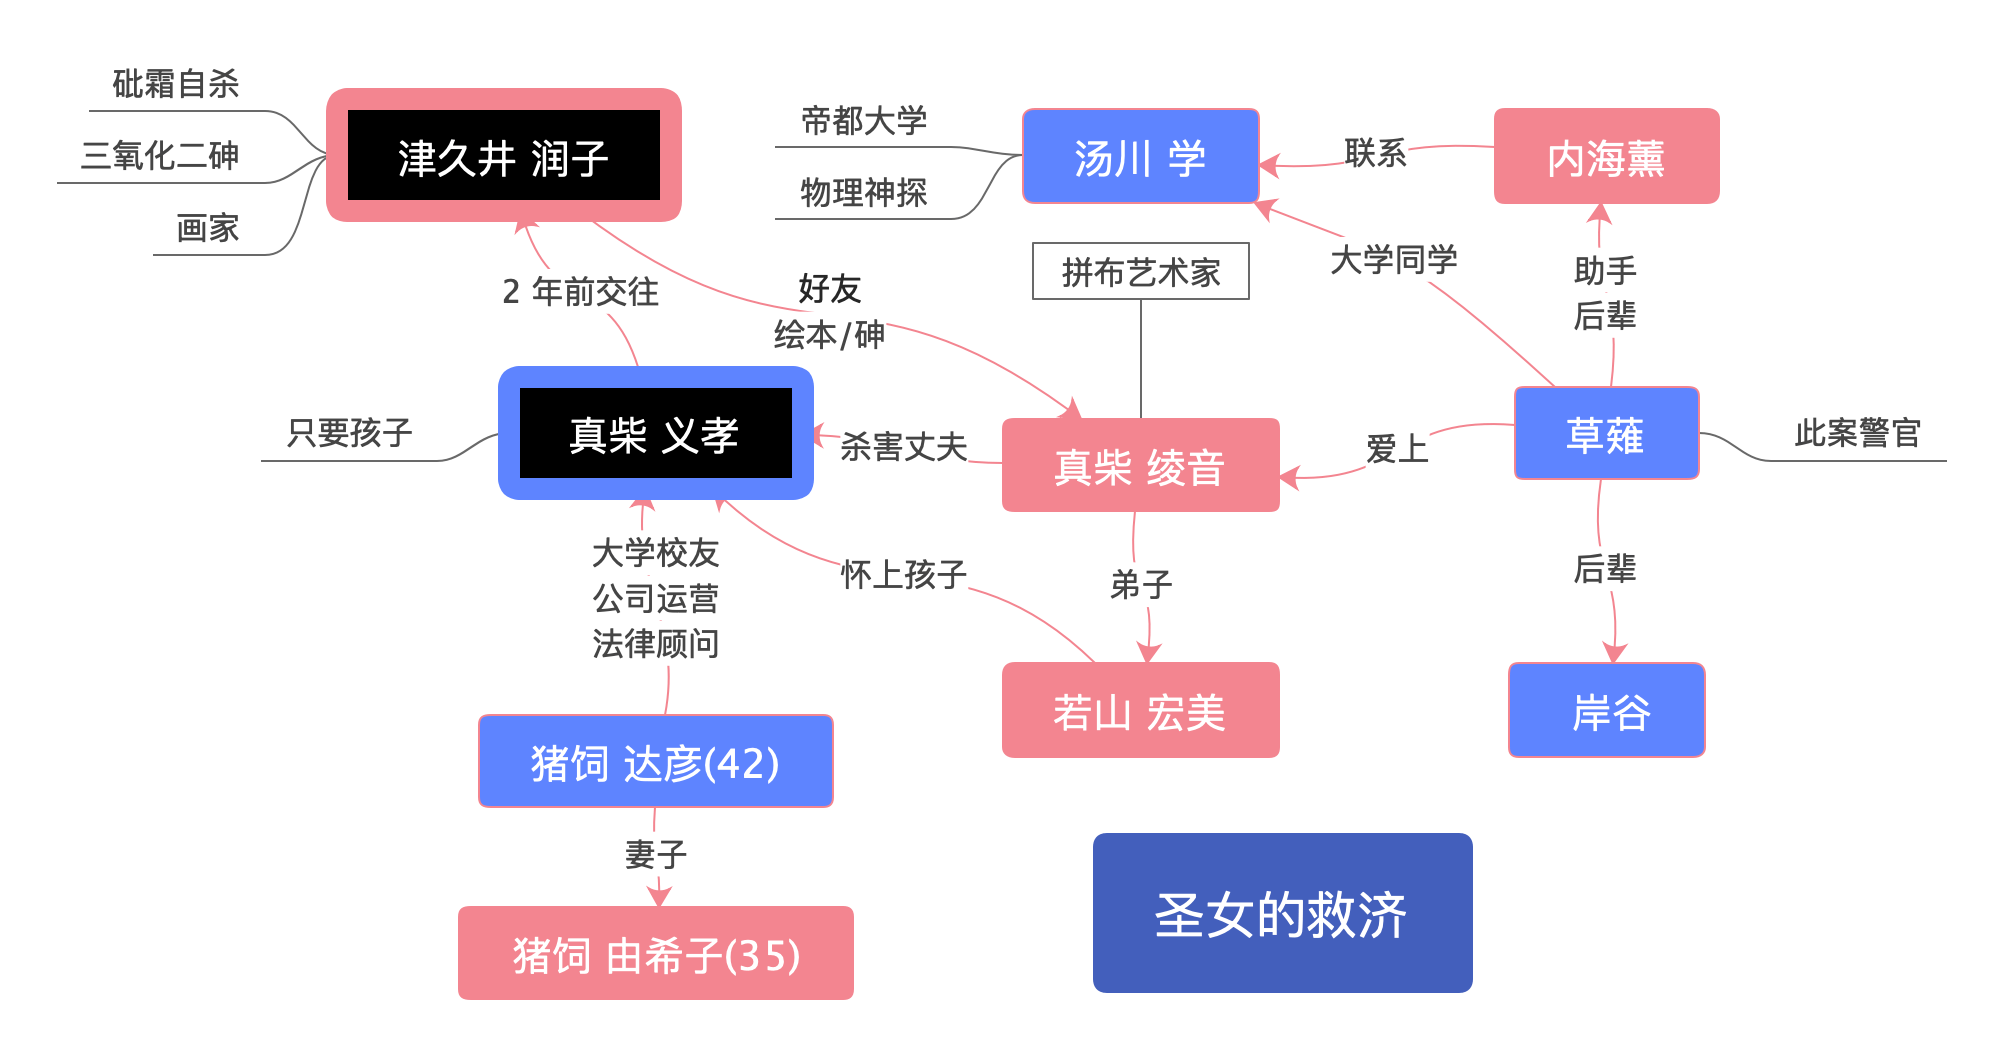 砒霜自杀
三氧化二砷
画家
津久井 润子
帝都大学
物理神探
汤川 学
联系
内海薰
拼布艺术家
大学同学
助手
后辈
2 年前交往
好友
绘本/砷
只要孩子
真柴 义孝
杀害丈夫
真柴 绫音
爱上
草薙
此案警官
大学校友
公司运营
法律顾问
怀上孩子
弟子
后辈
若山 宏美
岸谷
猪饲 达彦(42)
妻子
猪饲 由希子(35)
圣女的救济